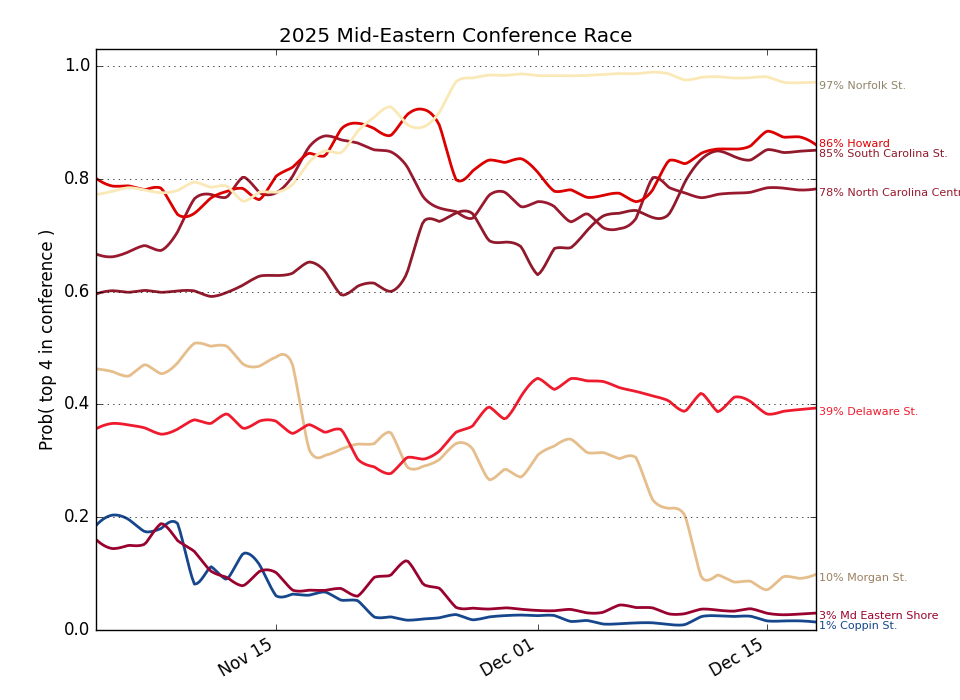 2025 Mid-Eastern Conference Race
Prob( top 4 in conference )
1.0
0.8
0.6
0.4
0.2
0.0
Nov 15
Dec 01
Dec 15
97% Norfolk St.
86% Howard
85% South Carolina St.
78% North Carolina Centr
39% Delaware St.
10% Morgan St.
3% Md Eastern Shore
1% Coppin St.